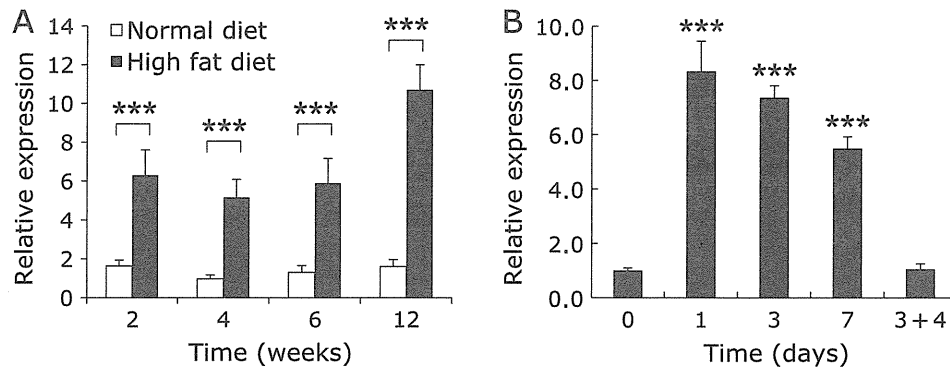 A
Normal diet
High fat diet
Relative expression
14
12
10
8
6
4
2
0
***
***
***
***
2 4 6 12
Time (weeks)
B
Relative expression
10.0
8.0
6.0
4.0
2.0
0.0
***
***
***
0 1 3 7 3+4
Time (days)